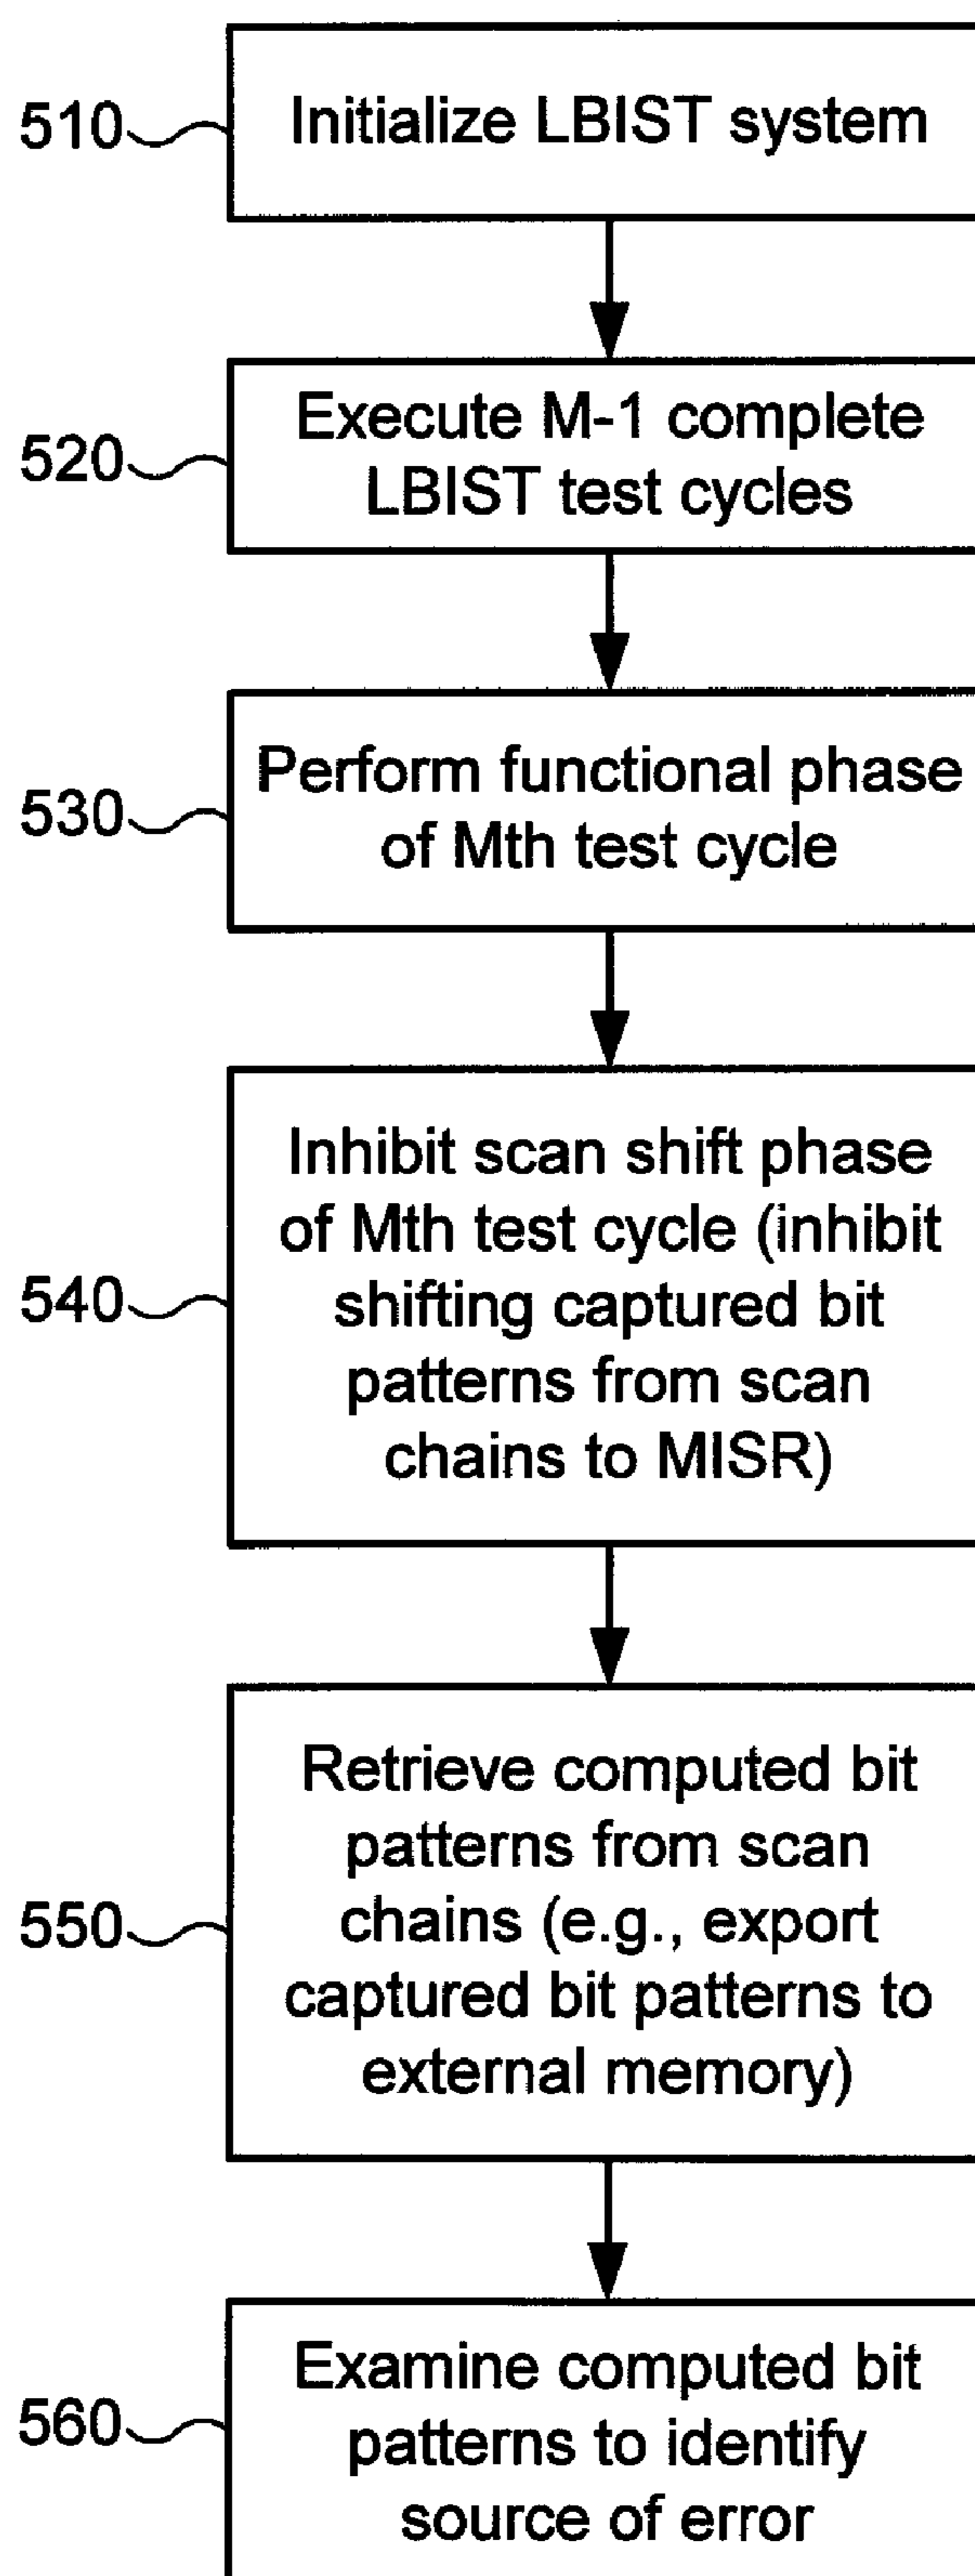 510
Initialize LBIST system
520
Execute M-1 complete
LBIST test cycles
530
Perform functional phase
of Mth test cycle
540
Inhibit scan shift phase
of Mth test cycle (inhibit
shifting captured bit
patterns from scan
chains to MISR)
550
Retrieve computed bit
patterns from scan
chains (e.g., export
captured bit patterns to
external memory)
560
Examine computed bit
patterns to identify
source of error